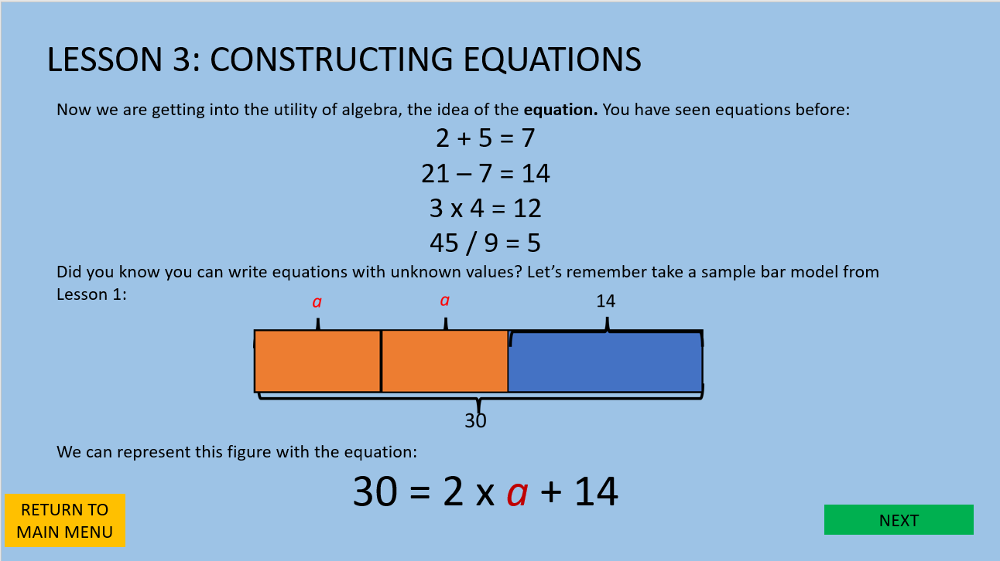 LESSON 3: CONSTRUCTING EQUATIONS
Now we are getting into the utility of algebra, the idea of the equation. You have seen equations before:
2 + 5 = 7
21 – 7 = 14
3 x 4 = 12
45 / 9 = 5
Did you know you can write equations with unknown values? Let’s remember take a sample bar model from
Lesson 1:
a a 14
30
We can represent this figure with the equation:
30 = 2 x a + 14
RETURN TO
MAIN MENU
NEXT